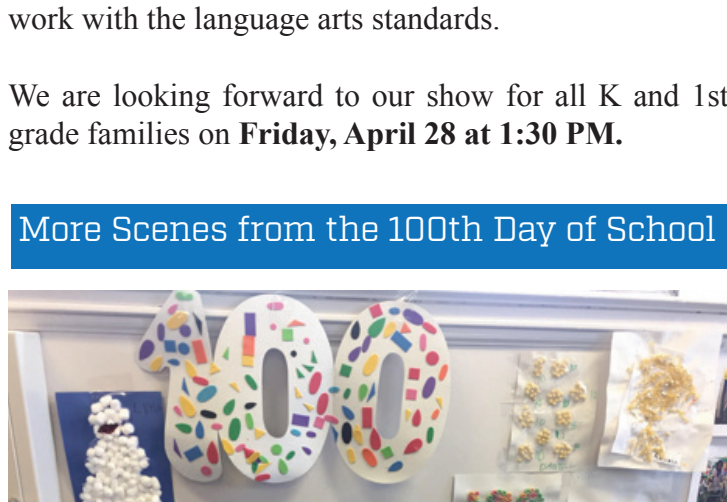 work with the language arts standards.
We are looking forward to our show for all K and 1st
grade families on Friday, April 28 at 1:30 PM.
More Scenes from the 100th Day of School
100